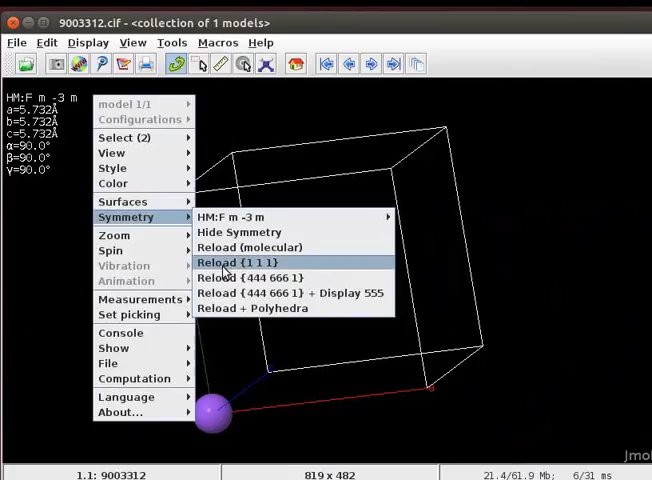 9003312.cif - <collection of 1 models>
File Edit Display View Tools Macros Help
HM:F m -3 m
a=5.732Å
b=5.732Å
c=5.732Å
α=90.0°
β=90.0°
γ=90.0°
model 1/1
Configurations
Select (2)
View
Style
Color
Surfaces
Symmetry
Zoom
Spin
Vibration
Animation
Measurements
Set picking
Console
Show
File
Computation
Language
About...
HM:F m -3 m
Hide Symmetry
Reload (molecular)
Reload {1 1 1}
Reload {444 666 1}
Reload {444 666 1} + Display 555
Reload + Polyhedra
a
Jmo
1.1: 9003312
819 x 482
21.4/61.9 Mb; 6/31 ms